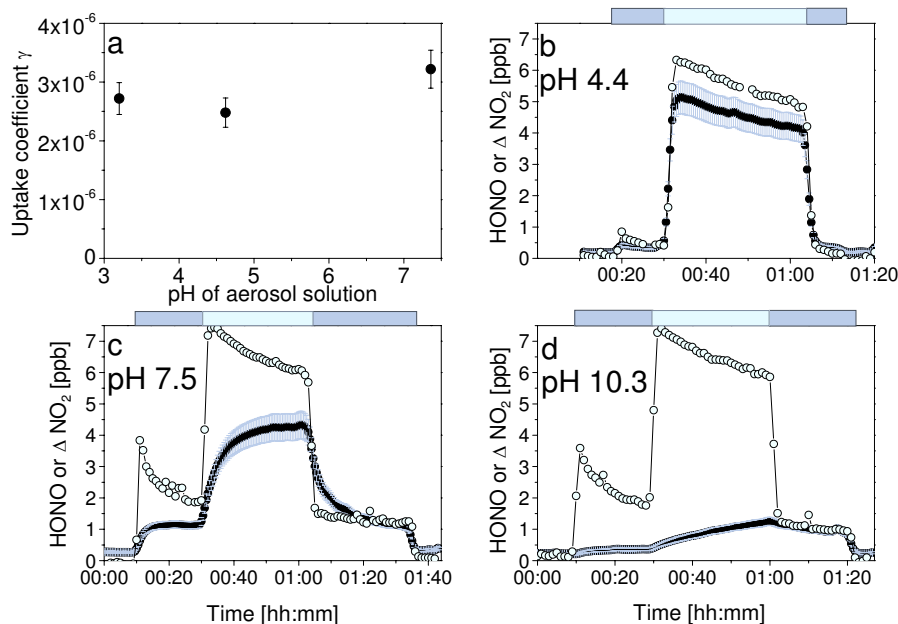 a
Uptake coefficient γ
4x10-6
3x10-6
2x10-6
1x10-6
0
3 4 5 6 7
pH of aerosol solution
b
pH 4.4
HONO or Δ NO2 [ppb]
7
6
5
4
3
2
1
0
00:20 00:40 01:00 01:20
c
pH 7.5
HONO or Δ NO2 [ppb]
7
6
5
4
3
2
1
0
00:00 00:20 00:40 01:00 01:20 01:40
Time [hh:mm]
d
pH 10.3
HONO or Δ NO2 [ppb]
7
6
5
4
3
2
1
0
00:00 00:20 00:40 01:00 01:20
Time [hh:mm]